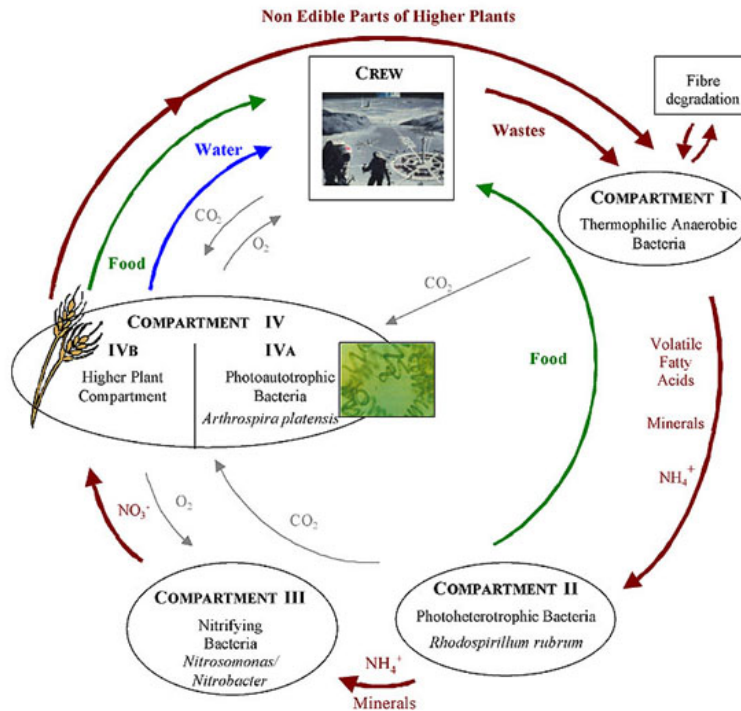 Non Edible Parts of Higher Plants
CREW
Fibre
degradation
Wastes
Water
CO2
O2
Food
COMPARTMENT I
Thermophilic Anaerobic
Bacteria
CO2
COMPARTMENT IV
IVB
Higher Plant
Compartment
IVA
Photoautotrophic
Bacteria
Arthrospira platensis
Food
Volatile
Fatty
Acids
Minerals
NH4+
NO3-
O2
CO2
COMPARTMENT III
Nitrifying
Bacteria
Nitrosomonas/
Nitrobacter
COMPARTMENT II
Photoheterotrophic Bacteria
Rhodospirillum rubrum
NH4+
Minerals